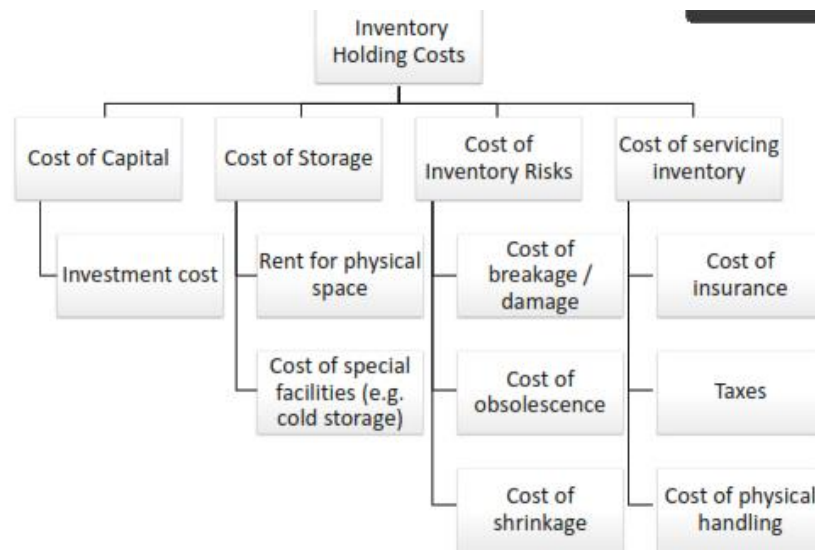 Inventory
Holding Costs
Cost of Capital
Cost of Storage
Cost of
Inventory Risks
Cost of servicing
inventory
Investment cost
Rent for physical
space
Cost of
breakage /
damage
Cost of
insurance
Cost of special
facilities (e.g.
cold storage)
Cost of
obsolescence
Taxes
Cost of
shrinkage
Cost of physical
handling